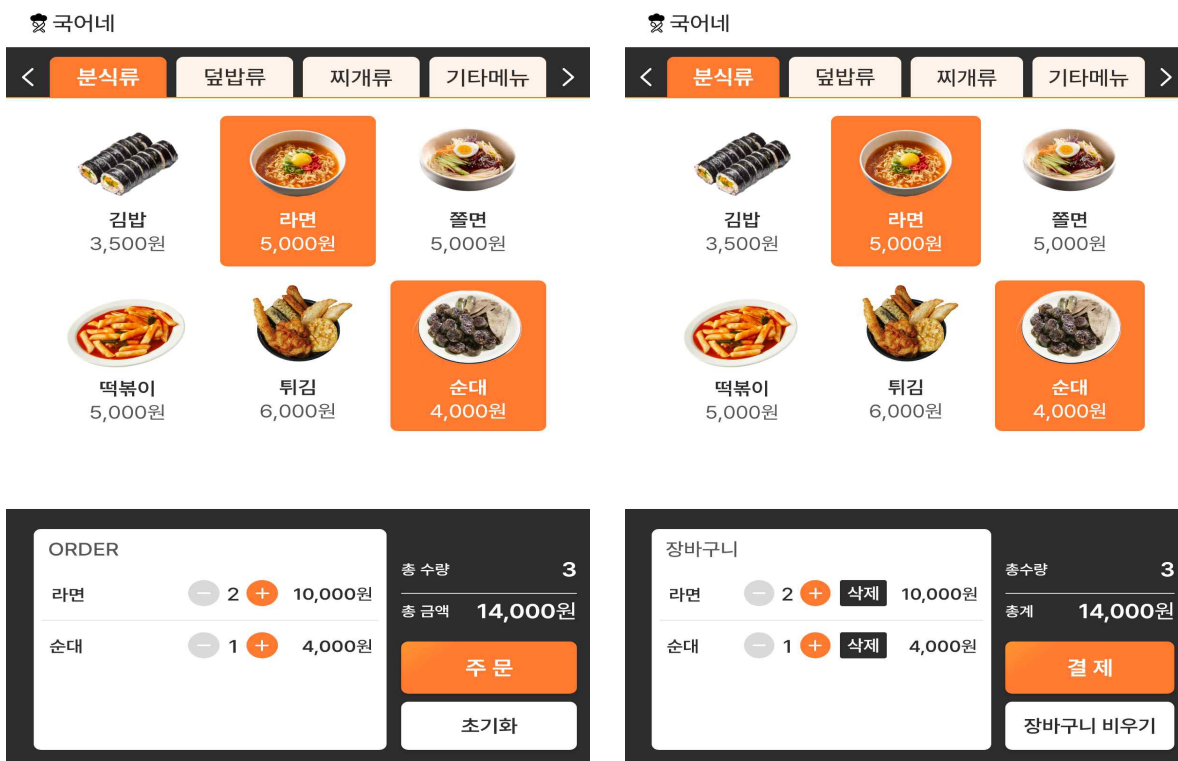 국어네
분식류 덮밥류 찌개류 기타메뉴
김밥 라면 쫄면
3,500원 5,000원 5,000원
떡볶이 튀김 순대
5,000원 6,000원 4,000원
ORDER
라면 − 2 + 10,000원
순대 − 1 + 4,000원
총 수량 3
총 금액 14,000원
주 문
초기화
국어네
분식류 덮밥류 찌개류 기타메뉴
김밥 라면 쫄면
3,500원 5,000원 5,000원
떡볶이 튀김 순대
5,000원 6,000원 4,000원
장바구니
라면 − 2 + 삭제 10,000원
순대 − 1 + 삭제 4,000원
총수량 3
총계 14,000원
결 제
장바구니 비우기